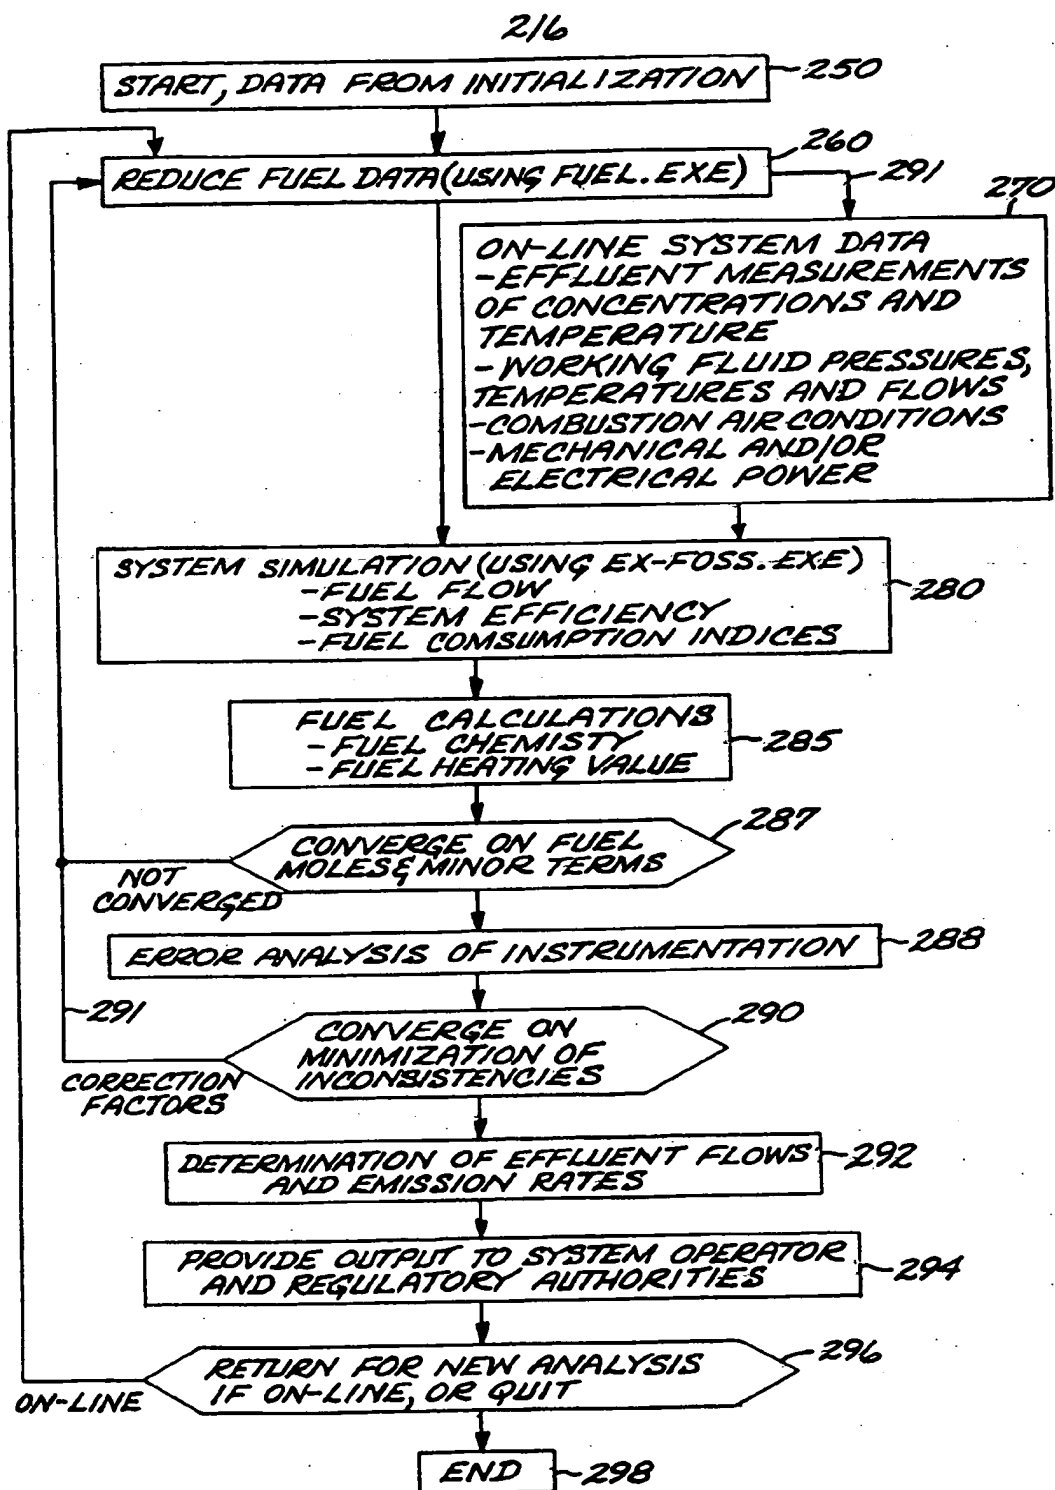 2/6
START, DATA FROM INITIALIZATION
250
REDUCE FUEL DATA (USING FUEL.EXE)
260
291
270
ON-LINE SYSTEM DATA
-EFFLUENT MEASUREMENTS
OF CONCENTRATIONS AND
TEMPERATURE
-WORKING FLUID PRESSURES,
TEMPERATURES AND FLOWS
-COMBUSTION AIR CONDITIONS
-MECHANICAL AND/OR
ELECTRICAL POWER
SYSTEM SIMULATION (USING EX-FOSS.EXE)
-FUEL FLOW
-SYSTEM EFFICIENCY
-FUEL COMSUMPTION INDICES
280
FUEL CALCULATIONS
-FUEL CHEMISTY
-FUEL HEATING VALUE
285
CONVERGE ON FUEL
MOLES & MINOR TERMS
287
NOT
CONVERGED
ERROR ANALYSIS OF INSTRUMENTATION
288
291
CONVERGE ON
MINIMIZATION OF
INCONSISTENCIES
290
CORRECTION
FACTORS
DETERMINATION OF EFFLUENT FLOWS
AND EMISSION RATES
292
PROVIDE OUTPUT TO SYSTEM OPERATOR
AND REGULATORY AUTHORITIES
294
RETURN FOR NEW ANALYSIS
IF ON-LINE, OR QUIT
296
ON-LINE
END
298